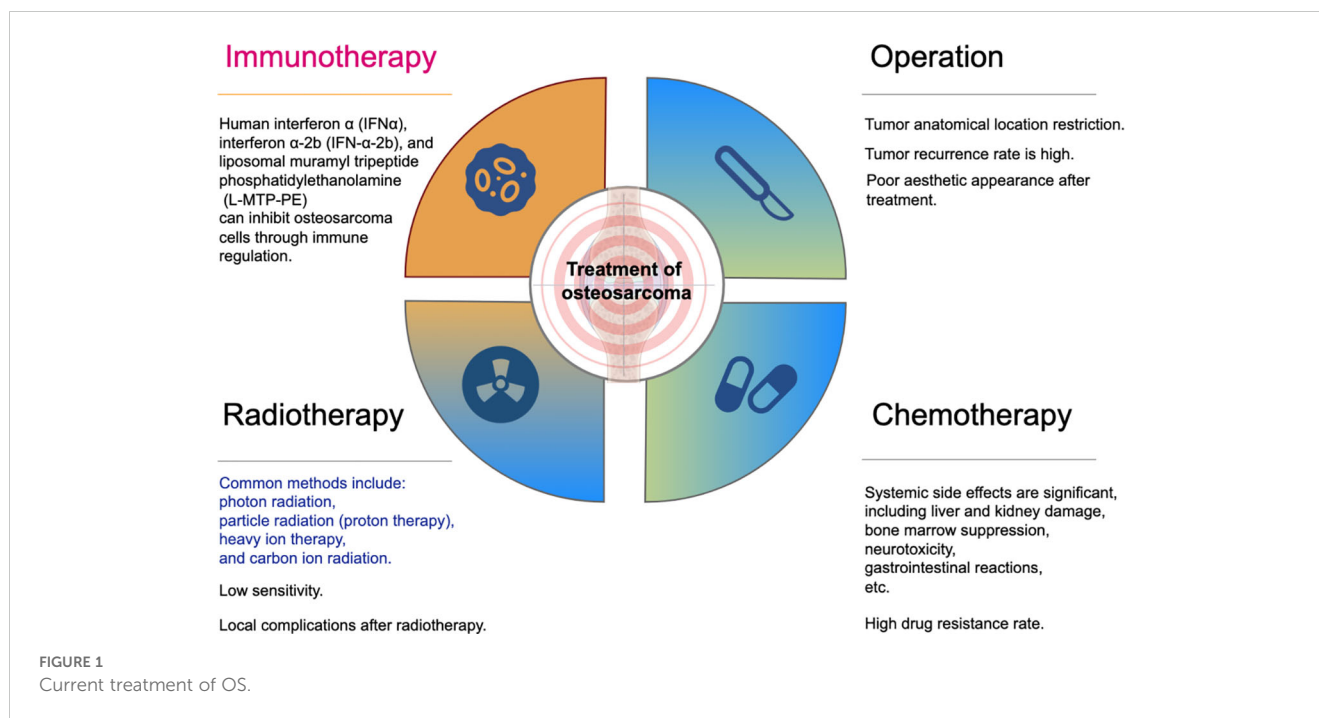 Immunotherapy
Human interferon α (IFNα),
interferon α-2b (IFN-α-2b), and
liposomal muramyl tripeptide
phosphatidylethanolamine
(L-MTP-PE)
can inhibit osteosarcoma
cells through immune
regulation.
Operation
Tumor anatomical location restriction.
Tumor recurrence rate is high.
Poor aesthetic appearance after
treatment.
Treatment of
osteosarcoma
Radiotherapy
Common methods include:
photon radiation,
particle radiation (proton therapy),
heavy ion therapy,
and carbon ion radiation.
Low sensitivity.
Local complications after radiotherapy.
Chemotherapy
Systemic side effects are significant,
including liver and kidney damage,
bone marrow suppression,
neurotoxicity,
gastrointestinal reactions,
etc.
High drug resistance rate.
FIGURE 1
Current treatment of OS.